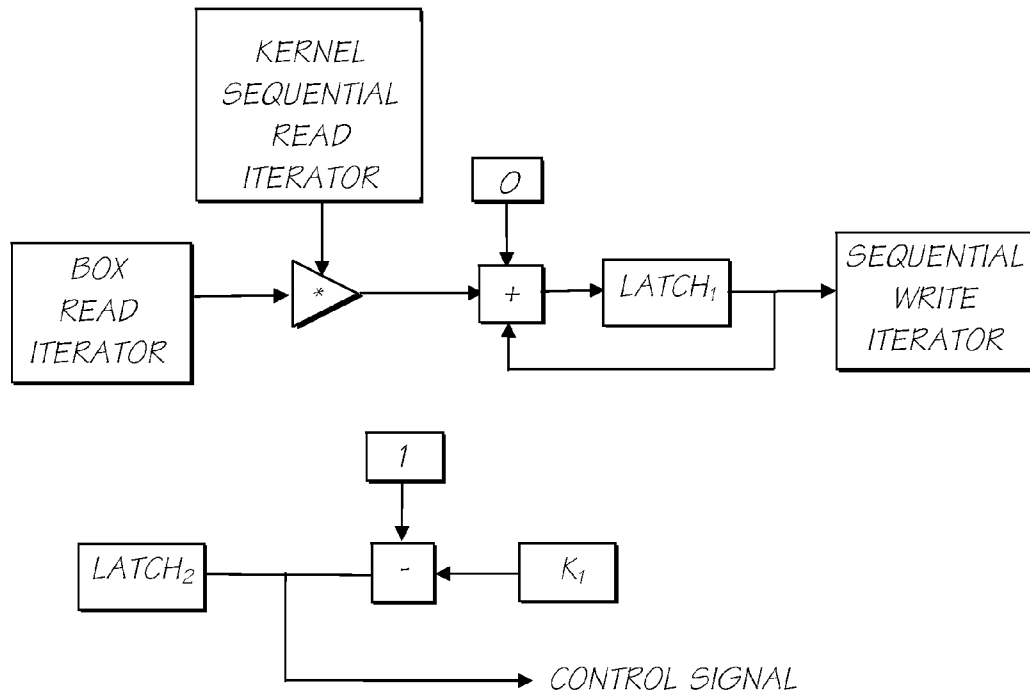 KERNEL
SEQUENTIAL
READ
ITERATOR
0
BOX
READ
ITERATOR
*
+
LATCH₁
SEQUENTIAL
WRITE
ITERATOR
1
LATCH₂
-
K₁
CONTROL SIGNAL